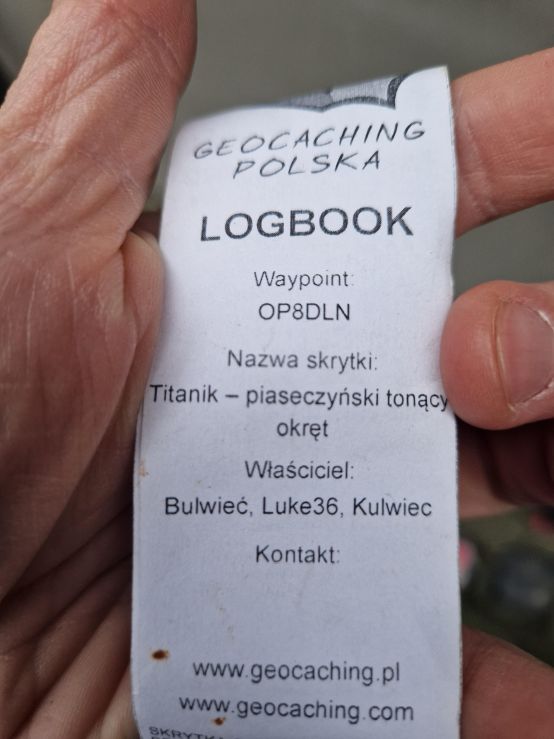 GEOCACHING
POLSKA
LOGBOOK
Waypoint:
OP8DLN
Nazwa skrytki:
Titanik – piaseczyński tonący
okręt
Właściciel:
Bulwieć, Luke36, Kulwiec
Kontakt:
www.geocaching.pl
www.geocaching.com